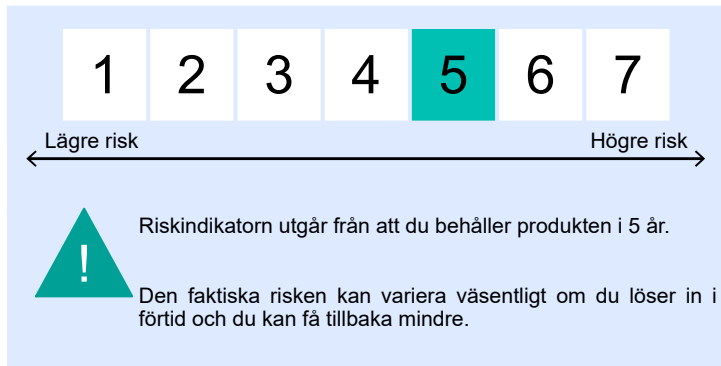 1 2 3 4 5 6 7
Lägre risk Högre risk
!
Riskindikatorn utgår från att du behåller produkten i 5 år.
Den faktiska risken kan variera väsentligt om du löser in i
förtid och du kan få tillbaka mindre.